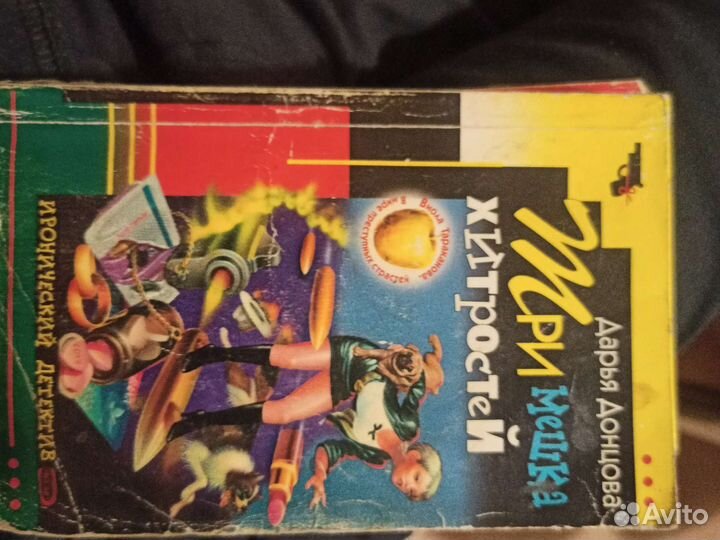 Дарья Донцова
Три мешка
хитростей
Виола Тараканова.
В мире преступных страстей
ИРОНИЧЕСКИЙ ДЕТЕКТИВ
Avito